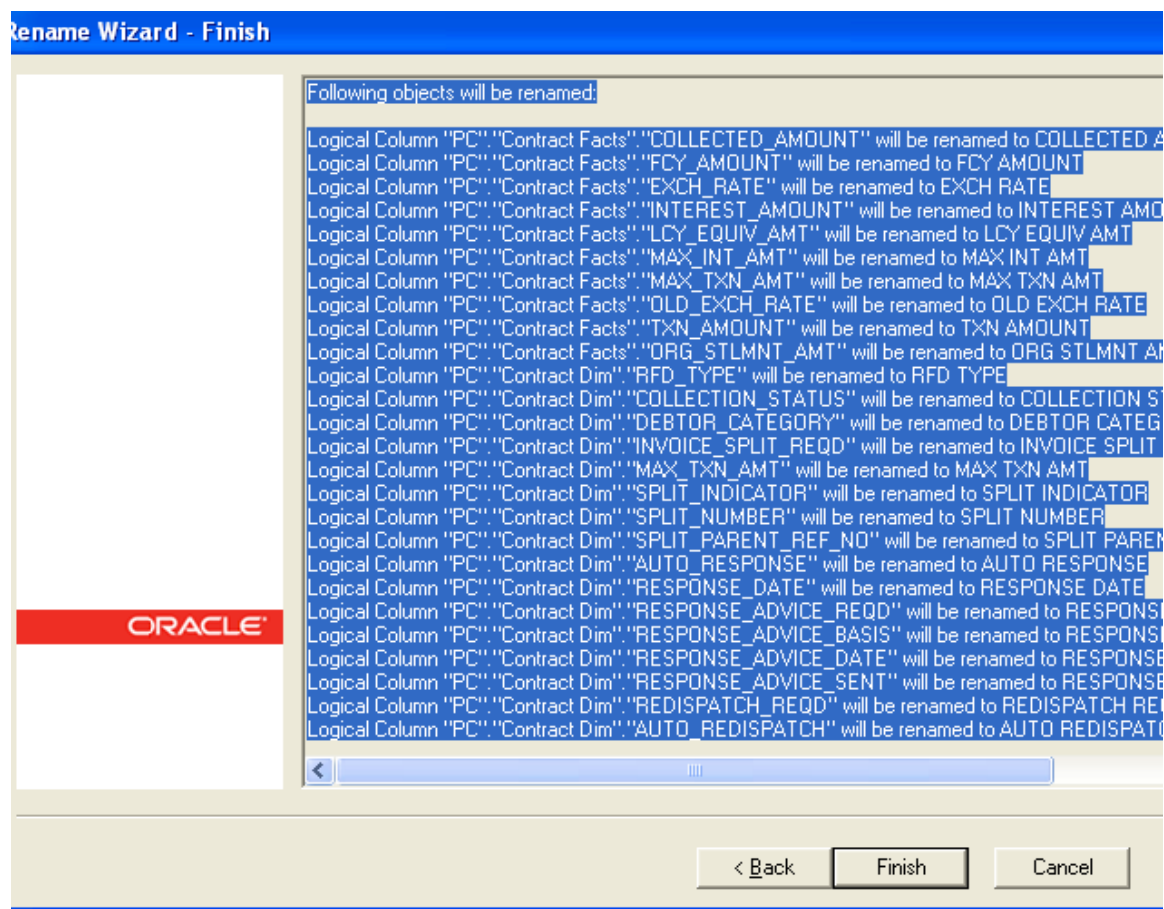 Rename Wizard - Finish
Following objects will be renamed:
Logical Column "PC"."Contract Facts"."COLLECTED_AMOUNT" will be renamed to COLLECTED A
Logical Column "PC"."Contract Facts"."FCY_AMOUNT" will be renamed to FCY AMOUNT
Logical Column "PC"."Contract Facts"."EXCH_RATE" will be renamed to EXCH RATE
Logical Column "PC"."Contract Facts"."INTEREST_AMOUNT" will be renamed to INTEREST AMO
Logical Column "PC"."Contract Facts"."LCY_EQUIV_AMT" will be renamed to LCY EQUIV AMT
Logical Column "PC"."Contract Facts"."MAX_INT_AMT" will be renamed to MAX INT AMT
Logical Column "PC"."Contract Facts"."MAX_TXN_AMT" will be renamed to MAX TXN AMT
Logical Column "PC"."Contract Facts"."OLD_EXCH_RATE" will be renamed to OLD EXCH RATE
Logical Column "PC"."Contract Facts"."TXN_AMOUNT" will be renamed to TXN AMOUNT
Logical Column "PC"."Contract Facts"."ORG_STLMNT_AMT" will be renamed to ORG STLMNT AM
Logical Column "PC"."Contract Dim"."RFD_TYPE" will be renamed to RFD TYPE
Logical Column "PC"."Contract Dim"."COLLECTION_STATUS" will be renamed to COLLECTION ST
Logical Column "PC"."Contract Dim"."DEBTOR_CATEGORY" will be renamed to DEBTOR CATEG
Logical Column "PC"."Contract Dim"."INVOICE_SPLIT_REQD" will be renamed to INVOICE SPLIT
Logical Column "PC"."Contract Dim"."MAX_TXN_AMT" will be renamed to MAX TXN AMT
Logical Column "PC"."Contract Dim"."SPLIT_INDICATOR" will be renamed to SPLIT INDICATOR
Logical Column "PC"."Contract Dim"."SPLIT_NUMBER" will be renamed to SPLIT NUMBER
Logical Column "PC"."Contract Dim"."SPLIT_PARENT_REF_NO" will be renamed to SPLIT PAREN
Logical Column "PC"."Contract Dim"."AUTO_RESPONSE" will be renamed to AUTO RESPONSE
Logical Column "PC"."Contract Dim"."RESPONSE_DATE" will be renamed to RESPONSE DATE
Logical Column "PC"."Contract Dim"."RESPONSE_ADVICE_REQD" will be renamed to RESPONSE
Logical Column "PC"."Contract Dim"."RESPONSE_ADVICE_BASIS" will be renamed to RESPONSE
Logical Column "PC"."Contract Dim"."RESPONSE_ADVICE_DATE" will be renamed to RESPONSE
Logical Column "PC"."Contract Dim"."RESPONSE_ADVICE_SENT" will be renamed to RESPONSE
Logical Column "PC"."Contract Dim"."REDISPATCH_REQD" will be renamed to REDISPATCH REQ
Logical Column "PC"."Contract Dim"."AUTO_REDISPATCH" will be renamed to AUTO REDISPATC
ORACLE
< Back
Finish
Cancel